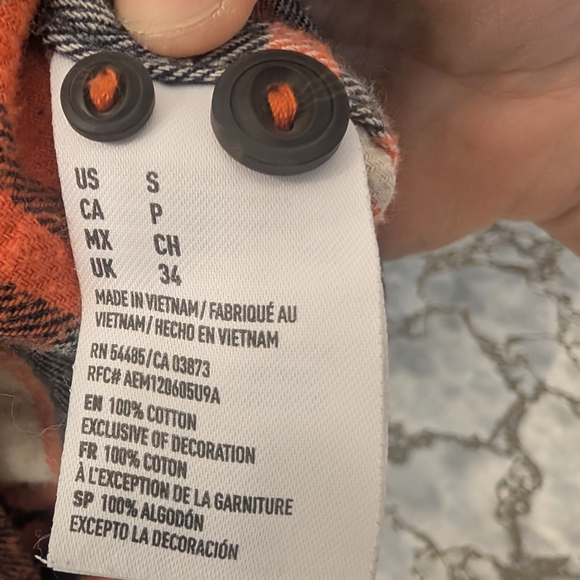 US S
CA P
MX CH
UK 34
MADE IN VIETNAM / FABRIQUÉ AU
VIETNAM / HECHO EN VIETNAM
RN 54485 / CA 03873
RFC# AEM120605U9A
EN 100% COTTON
EXCLUSIVE OF DECORATION
FR 100% COTON
À L'EXCEPTION DE LA GARNITURE
SP 100% ALGODÓN
EXCEPTO LA DECORACIÓN